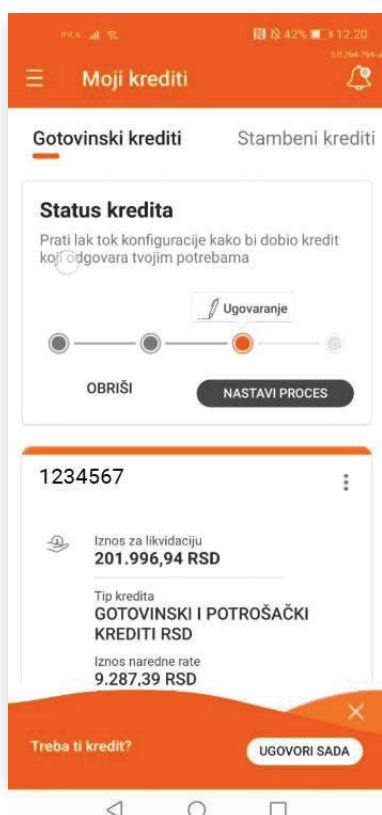 mt:s 42% 12:20
Moji krediti
Gotovinski krediti Stambeni krediti
Status kredita
Prati lak tok konfiguracije kako bi dobio kredit
koji odgovara tvojim potrebama
Ugovaranje
OBRIŠI NASTAVI PROCES
1234567
Iznos za likvidaciju
201.996,94 RSD
Tip kredita
GOTOVINSKI I POTROŠAČKI
KREDITI RSD
Iznos naredne rate
9.287,39 RSD
Treba ti kredit? UGOVORI SADA